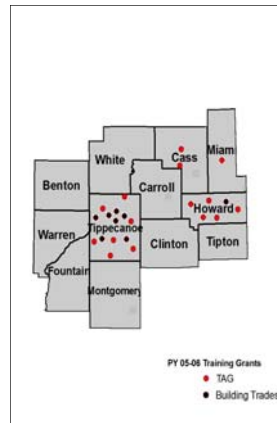 Miam
White
Cass
Benton
Carroll
Howard
Tippecanoe
Warren
Clinton
Tipton
Fountain
Montgomery
PY 05-06 Training Grants
TAG
Building Trades